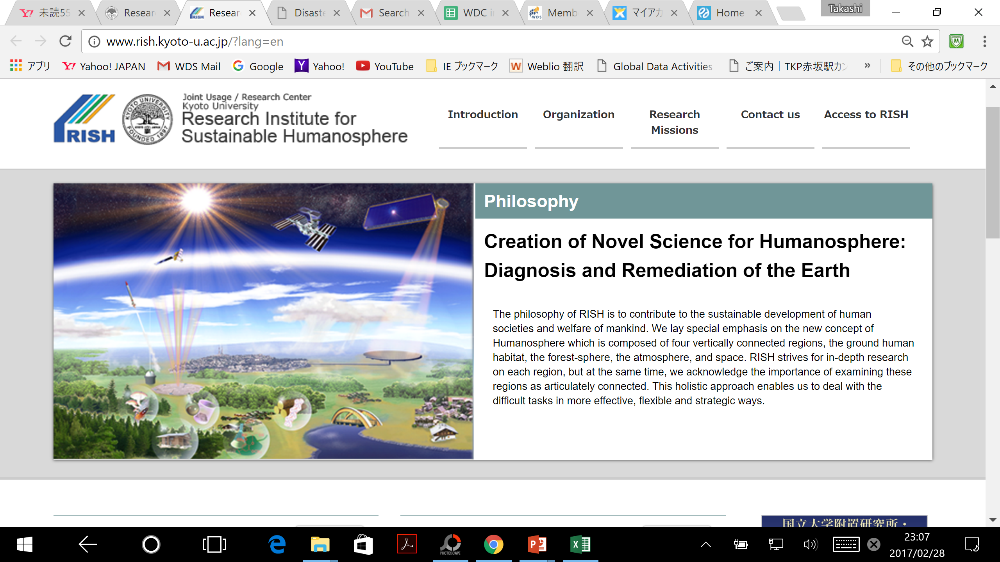 未読55
Resear
Resear
Disaste
Search
WDC i
Memb
マイアカ
Home
Takashi
www.rish.kyoto-u.ac.jp/?lang=en
アプリ
Yahoo! JAPAN
WDS Mail
Google
Yahoo!
YouTube
IE ブックマーク
Weblio 翻訳
Global Data Activities
ご案内｜TKP赤坂駅カン
»
その他のブックマーク
RISH
KYOTO UNIVERSITY
FOUNDED 1897
Joint Usage / Research Center
Kyoto University
Research Institute for
Sustainable Humanosphere
Introduction
Organization
Research
Missions
Contact us
Access to RISH
Philosophy
Creation of Novel Science for Humanosphere:
Diagnosis and Remediation of the Earth
The philosophy of RISH is to contribute to the sustainable development of human
societies and welfare of mankind. We lay special emphasis on the new concept of
Humanosphere which is composed of four vertically connected regions, the ground human
habitat, the forest-sphere, the atmosphere, and space. RISH strives for in-depth research
on each region, but at the same time, we acknowledge the importance of examining these
regions as articulately connected. This holistic approach enables us to deal with the
difficult tasks in more effective, flexible and strategic ways.
国立大学附置研究所・
PHOTOSCAPE
23:07
2017/02/28